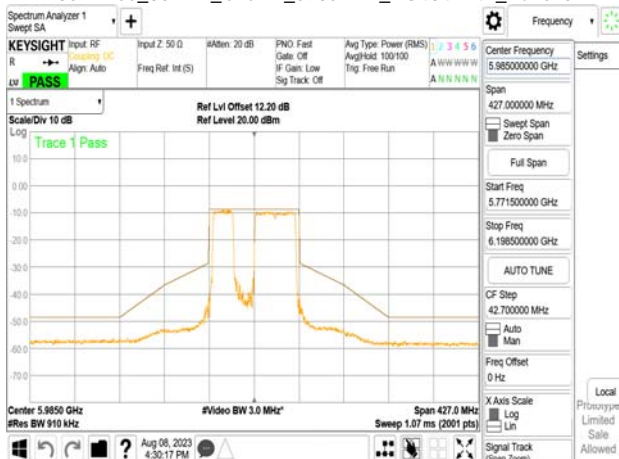 Spectrum Analyzer 1
Swept SA
+
Frequency
KEYSIGHT
Input: RF
Coupling: DC
Align: Auto
Input Z: 50 Ω
Freq Ref: Int (S)
#Atten: 20 dB
PNO: Fast
Gate: Off
IF Gain: Low
Sig Track: Off
Avg Type: Power (RMS)
Avg|Hold: 100/100
Trig: Free Run
1 2 3 4 5 6
A W W W W W
A N N N N N
R
LXI
PASS
1 Spectrum
Scale/Div 10 dB
Ref Lvl Offset 12.20 dB
Ref Level 20.00 dBm
Log
Trace 1 Pass
10.0
0.00
-10.0
-20.0
-30.0
-40.0
-50.0
-60.0
-70.0
Center 5.9850 GHz
#Res BW 910 kHz
#Video BW 3.0 MHz*
Span 427.0 MHz
Sweep 1.07 ms (2001 pts)
Aug 08, 2023
4:30:17 PM
Center Frequency
5.985000000 GHz
Settings
Span
427.000000 MHz
Swept Span
Zero Span
Full Span
Start Freq
5.771500000 GHz
Stop Freq
6.198500000 GHz
AUTO TUNE
CF Step
42.700000 MHz
Auto
Man
Freq Offset
0 Hz
X Axis Scale
Log
Lin
Signal Track
(Span Zoom)
Local
Prototype
Limited
Sale
Allowed